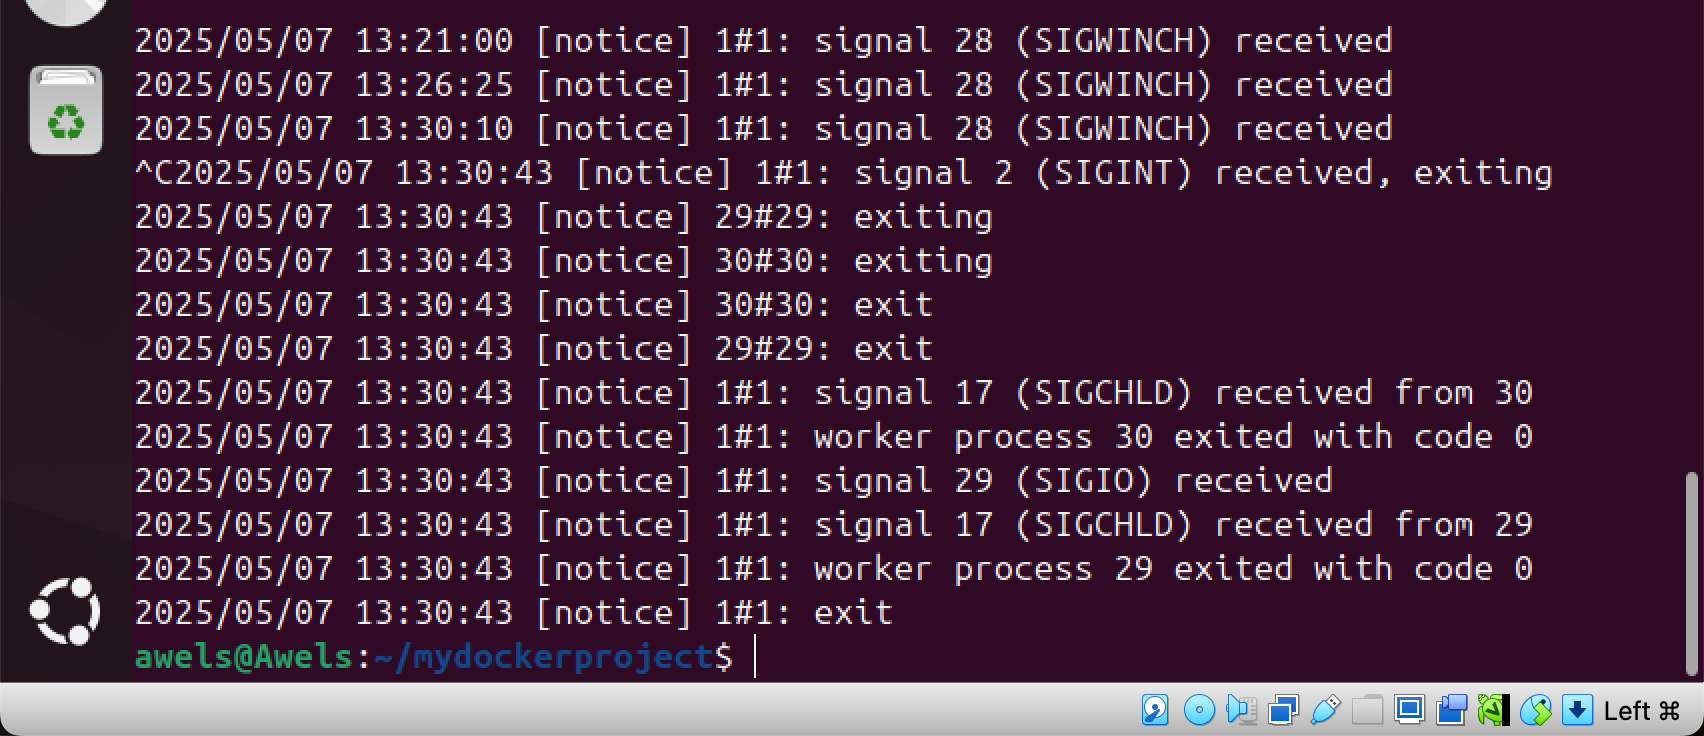 2025/05/07 13:21:00 [notice] 1#1: signal 28 (SIGWINCH) received
2025/05/07 13:26:25 [notice] 1#1: signal 28 (SIGWINCH) received
2025/05/07 13:30:10 [notice] 1#1: signal 28 (SIGWINCH) received
^C2025/05/07 13:30:43 [notice] 1#1: signal 2 (SIGINT) received, exiting
2025/05/07 13:30:43 [notice] 29#29: exiting
2025/05/07 13:30:43 [notice] 30#30: exiting
2025/05/07 13:30:43 [notice] 30#30: exit
2025/05/07 13:30:43 [notice] 29#29: exit
2025/05/07 13:30:43 [notice] 1#1: signal 17 (SIGCHLD) received from 30
2025/05/07 13:30:43 [notice] 1#1: worker process 30 exited with code 0
2025/05/07 13:30:43 [notice] 1#1: signal 29 (SIGIO) received
2025/05/07 13:30:43 [notice] 1#1: signal 17 (SIGCHLD) received from 29
2025/05/07 13:30:43 [notice] 1#1: worker process 29 exited with code 0
2025/05/07 13:30:43 [notice] 1#1: exit
awels@Awels:~/mydockerproject$
Left ⌘